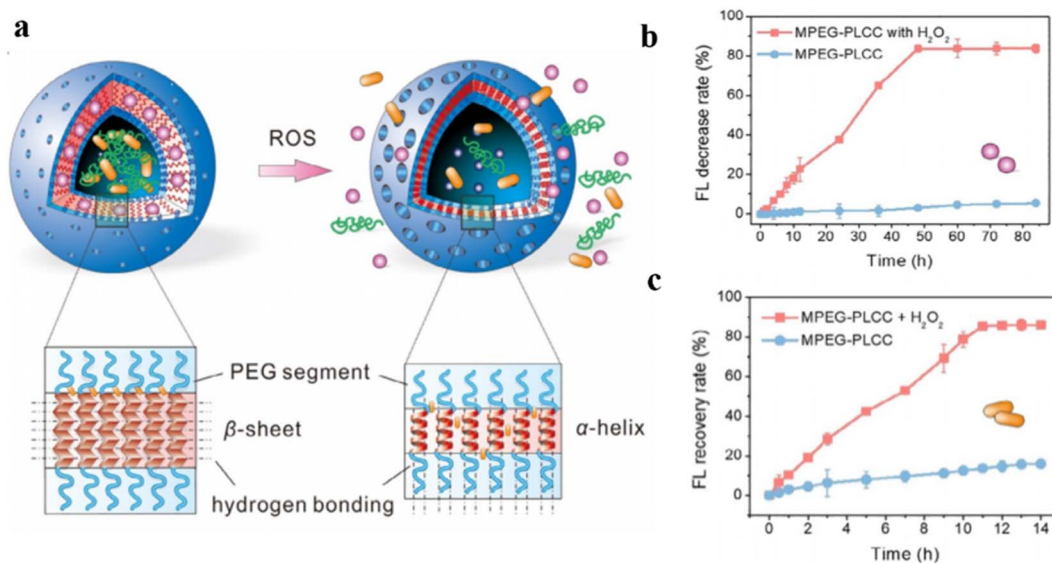 a
ROS
PEG segment
β-sheet
α-helix
hydrogen bonding
b
MPEG-PLCC with H₂O₂
MPEG-PLCC
FL decrease rate (%)
100
80
60
40
20
0
0 10 20 30 40 50 60 70 80
Time (h)
c
MPEG-PLCC + H₂O₂
MPEG-PLCC
FL recovery rate (%)
100
80
60
40
20
0
0 2 4 6 8 10 12 14
Time (h)